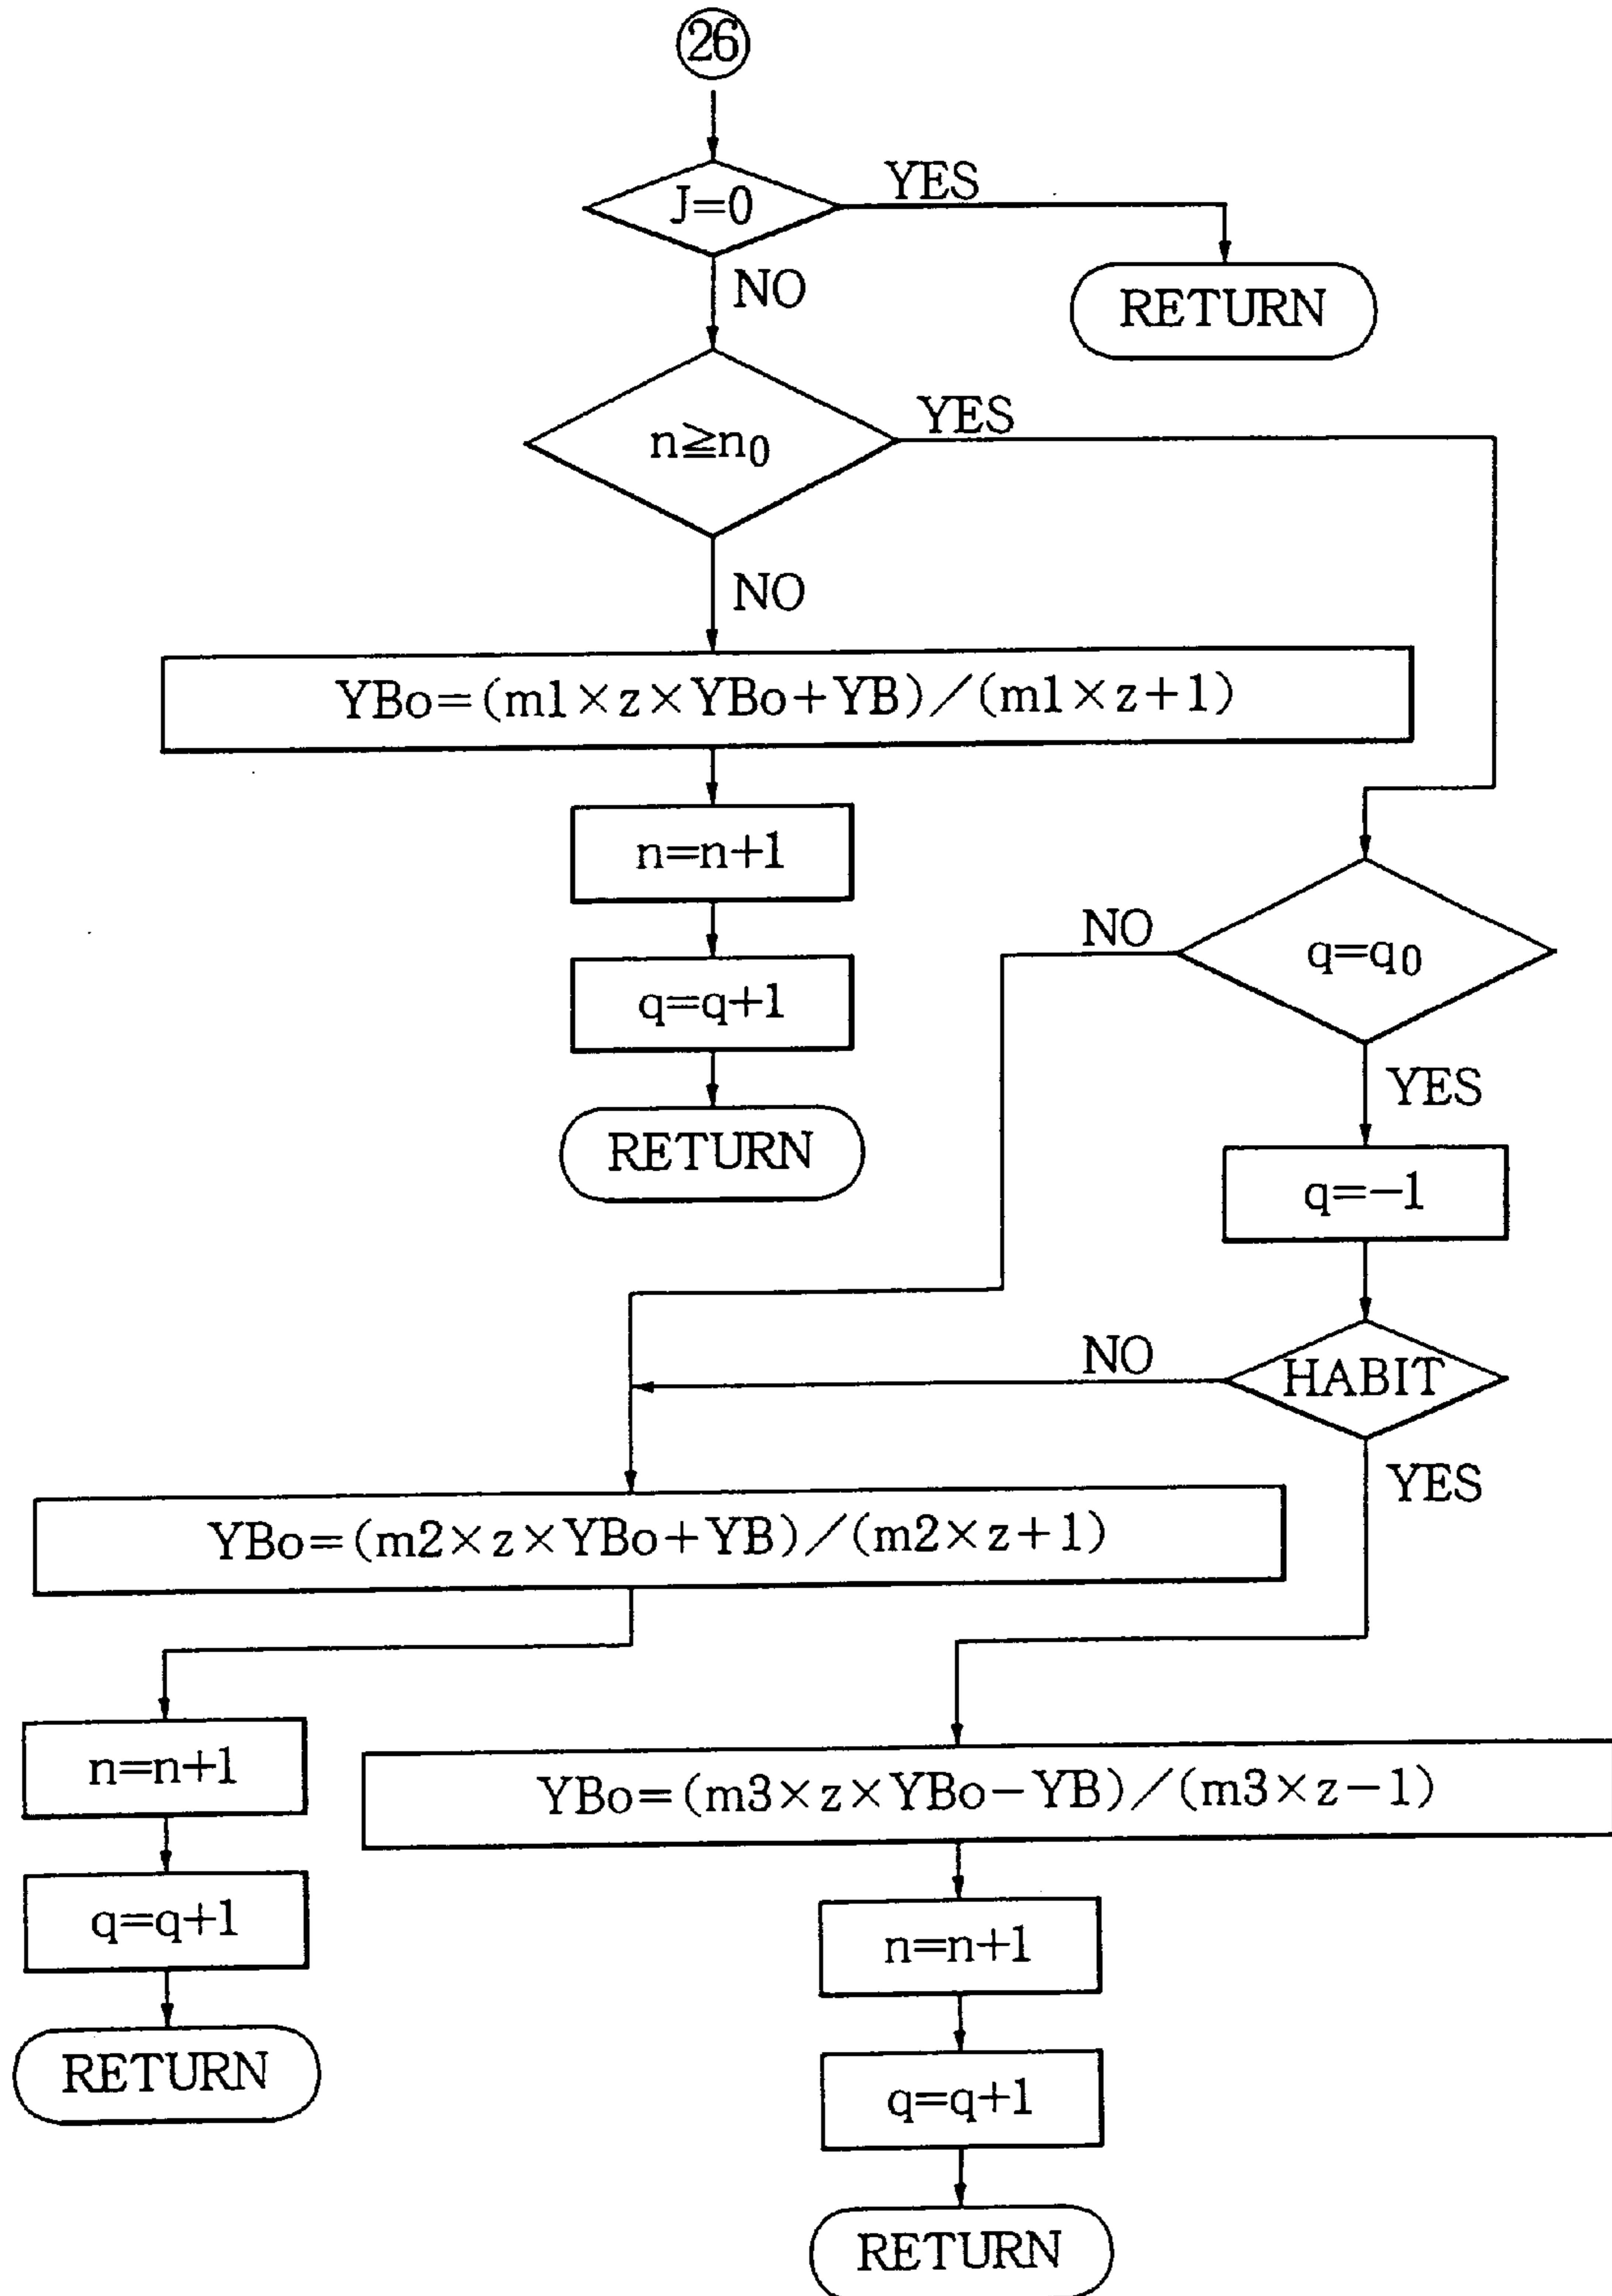 26
J=0
YES
RETURN
NO
n≧n0
YES
NO
YBo=(m1×z×YBo+YB)/(m1×z+1)
n=n+1
q=q+1
RETURN
q=q0
NO
YES
q=-1
HABIT
NO
YES
YBo=(m2×z×YBo+YB)/(m2×z+1)
n=n+1
q=q+1
RETURN
YBo=(m3×z×YBo-YB)/(m3×z-1)
n=n+1
q=q+1
RETURN